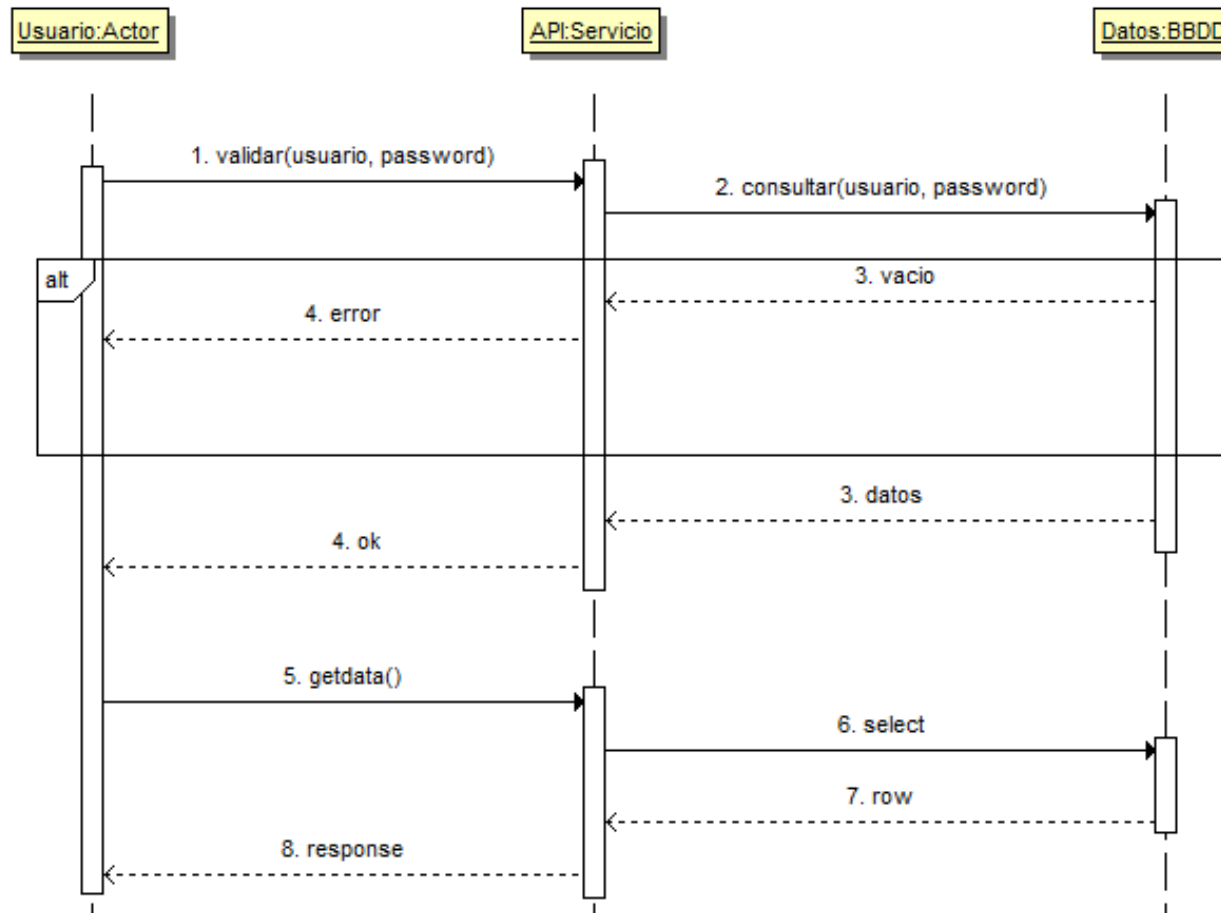 Usuario:Actor
API:Servicio
Datos:BBDD
1. validar(usuario, password)
2. consultar(usuario, password)
alt
3. vacio
4. error
3. datos
4. ok
5. getdata()
6. select
7. row
8. response